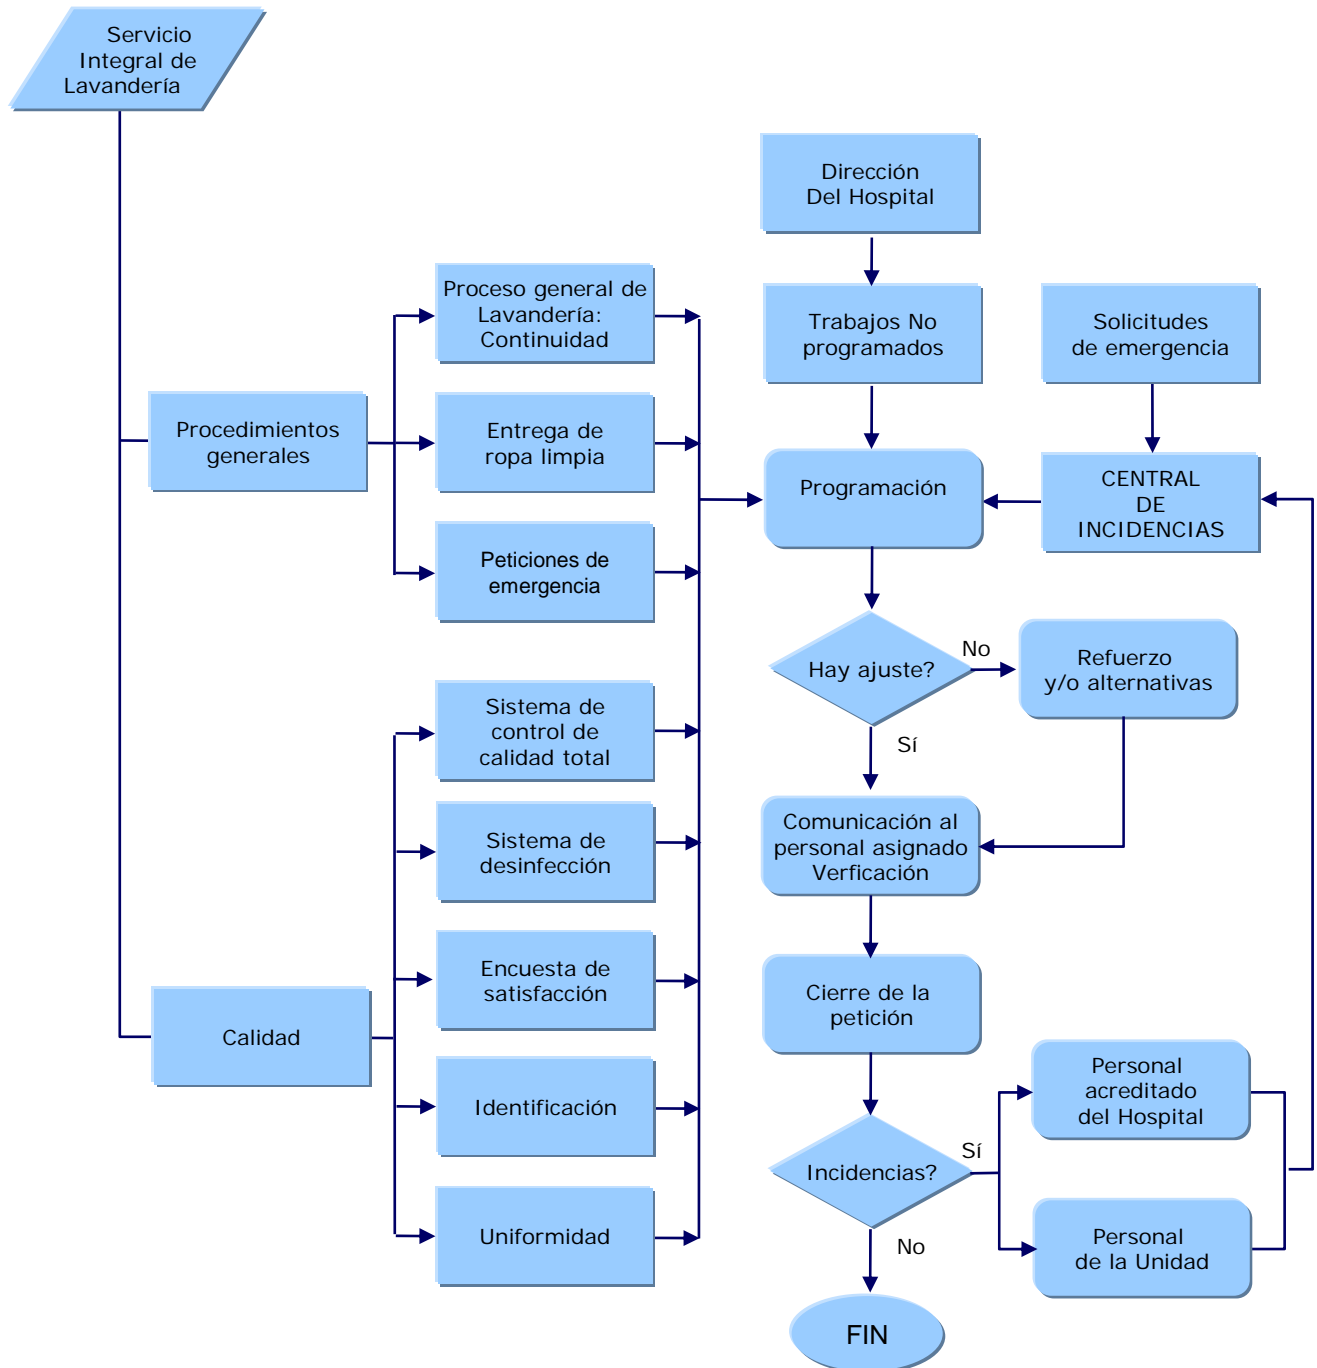 Servicio
Integral de
Lavandería
Dirección
Del Hospital
Proceso general de
Lavandería:
Continuidad
Trabajos No
programados
Solicitudes
de emergencia
Procedimientos
generales
Entrega de
ropa limpia
Programación
CENTRAL
DE
INCIDENCIAS
Peticiones de
emergencia
Hay ajuste?
No
Refuerzo
y/o alternativas
Sí
Sistema de
control de
calidad total
Comunicación al
personal asignado
Verficación
Sistema de
desinfección
Encuesta de
satisfacción
Cierre de la
petición
Calidad
Identificación
Personal
acreditado
del Hospital
Incidencias?
Sí
No
Uniformidad
Personal
de la Unidad
FIN